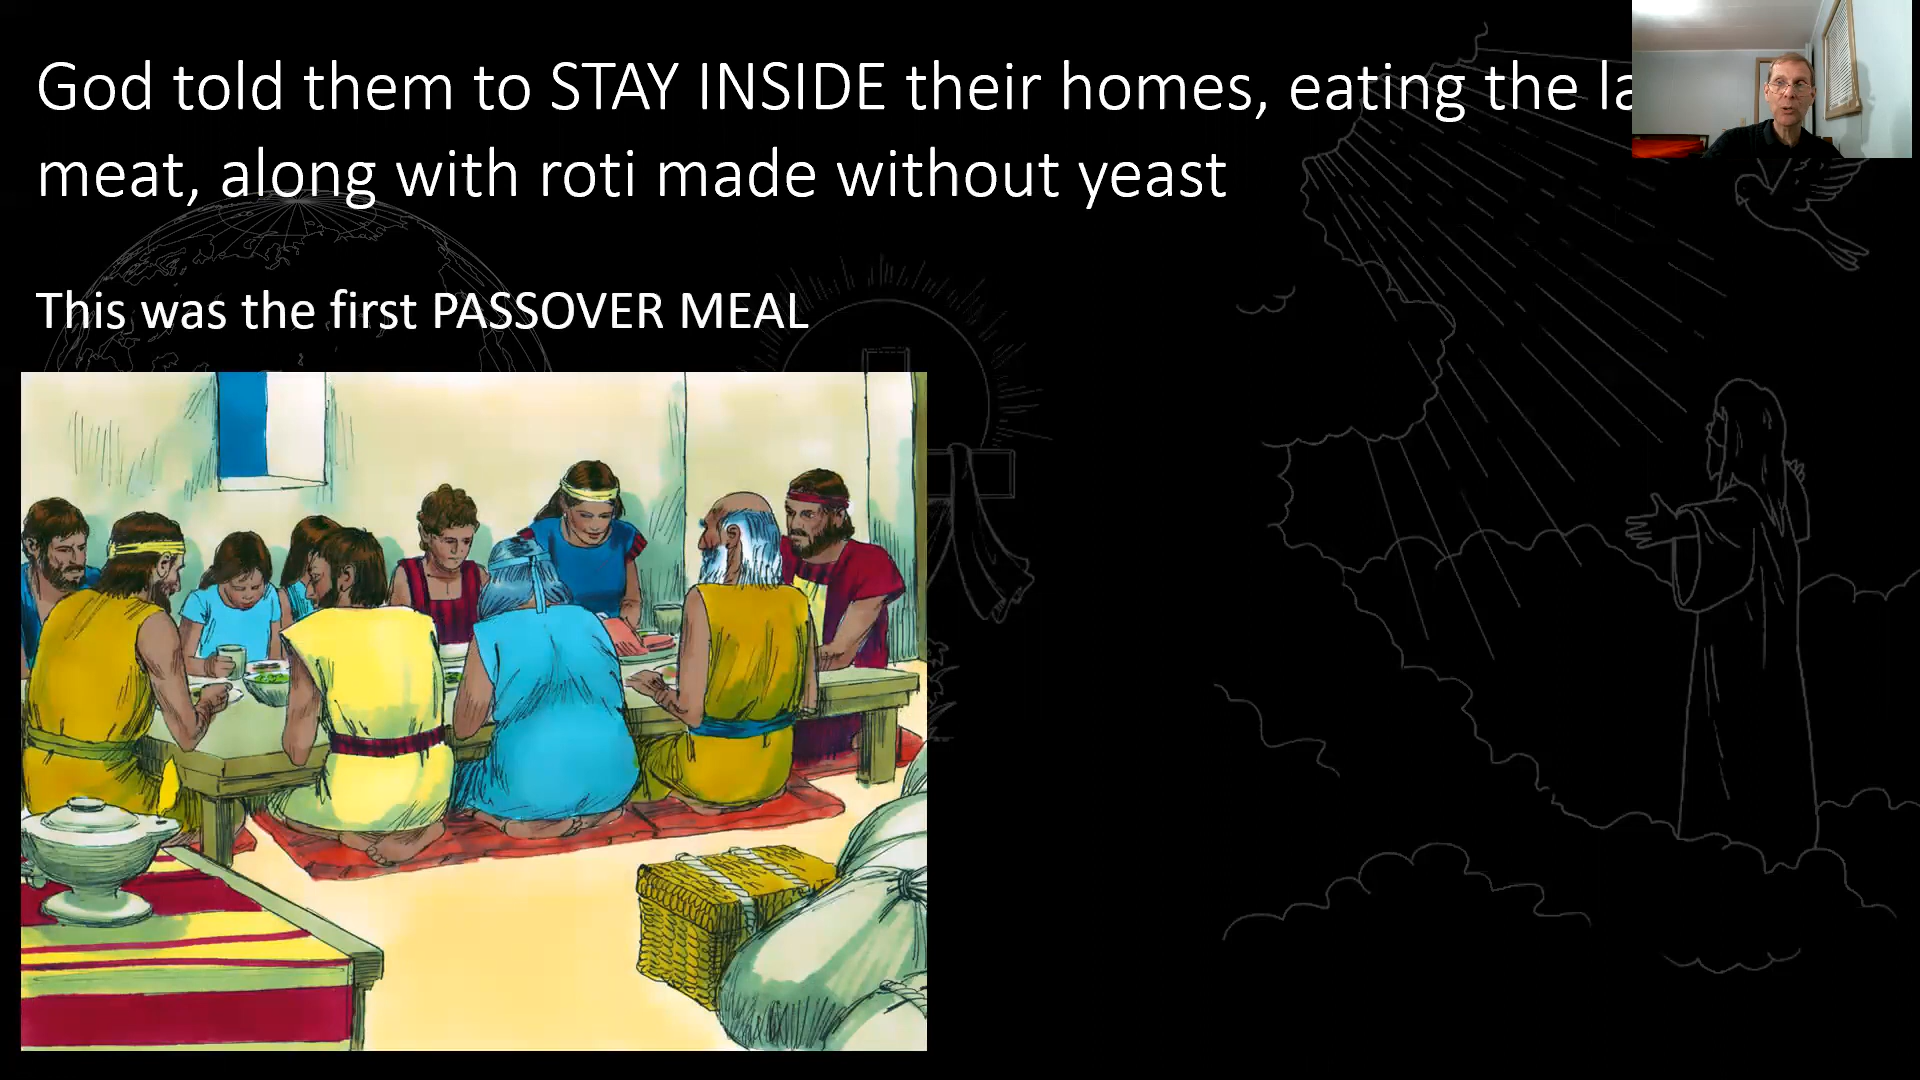 God told them to STAY INSIDE their homes, eating the
meat, along with roti made without yeast
This was the first PASSOVER MEAL